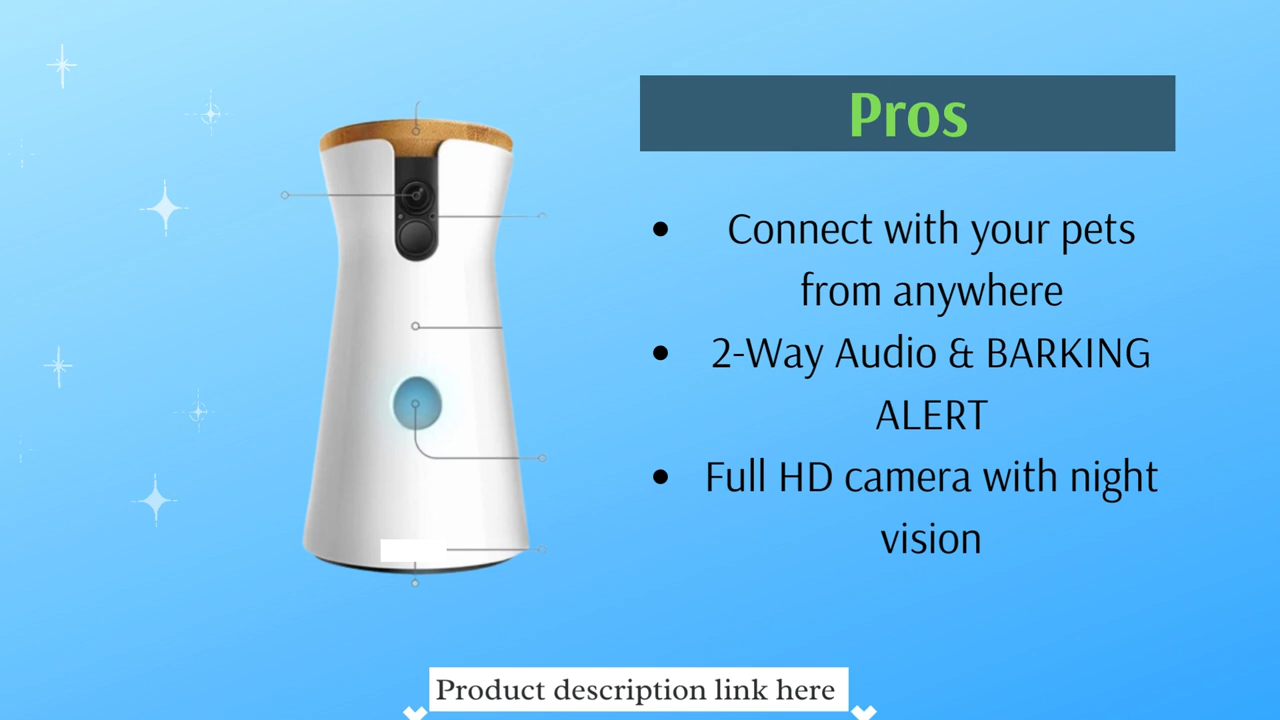 Pros
• Connect with your pets
from anywhere
• 2-Way Audio & BARKING
ALERT
• Full HD camera with night
vision
Product description link here